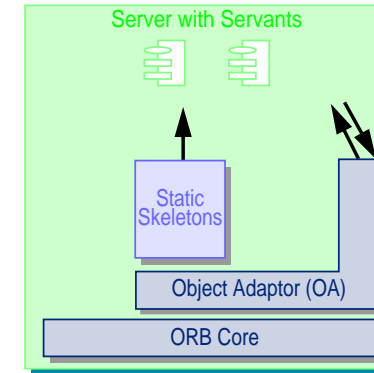 Server with Servants
Static
Skeletons
Object Adaptor (OA)
ORB Core